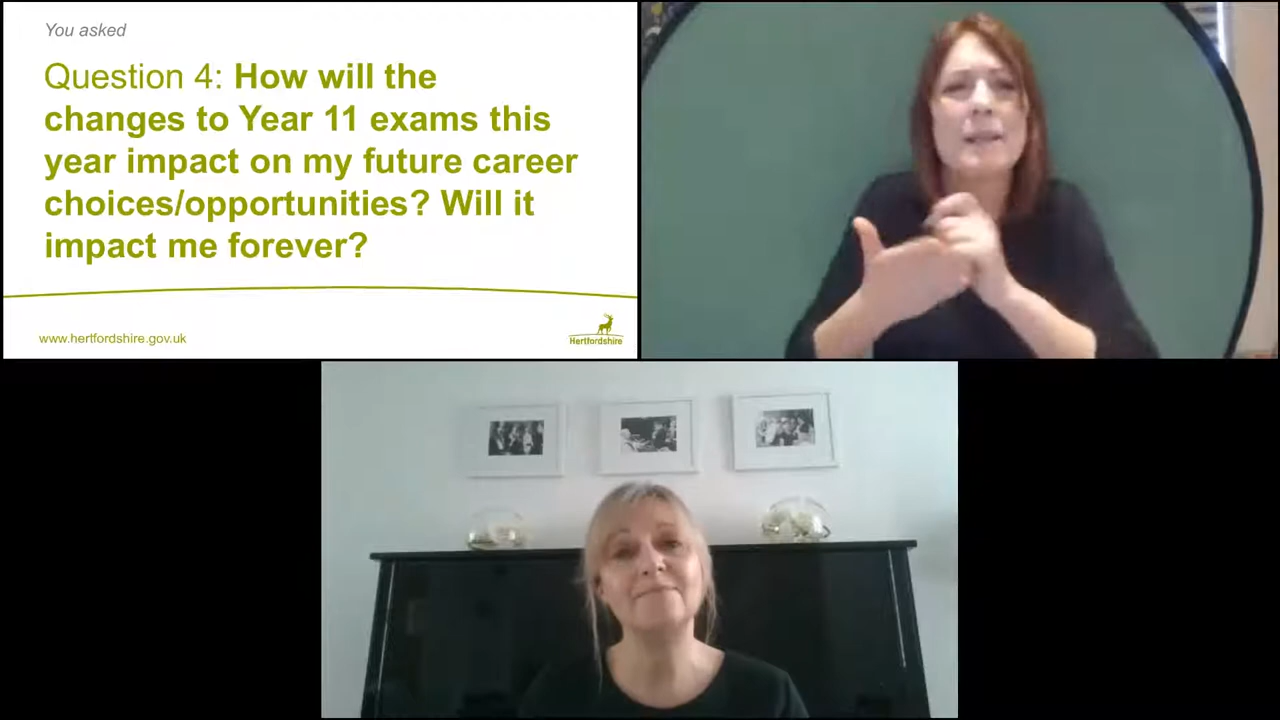 You asked
Question 4: How will the
changes to Year 11 exams this
year impact on my future career
choices/opportunities? Will it
impact me forever?
www.hertfordshire.gov.uk
Hertfordshire